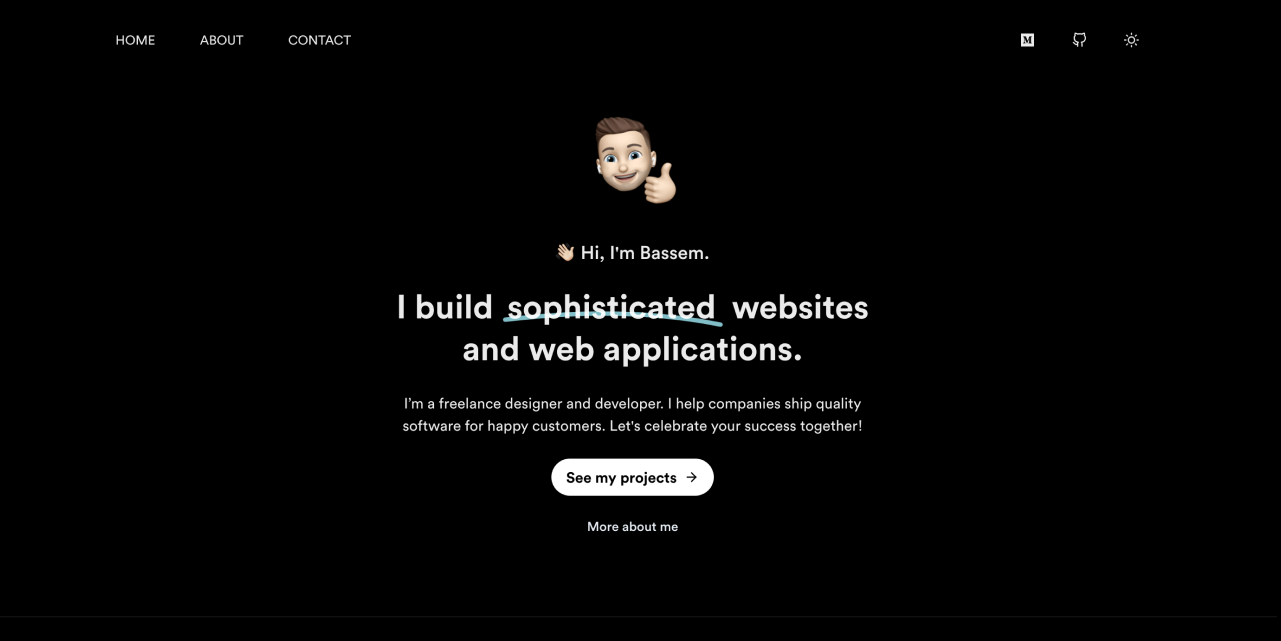 HOME ABOUT CONTACT M
👋🏼 Hi, I'm Bassem.
I build sophisticated websites
and web applications.
I’m a freelance designer and developer. I help companies ship quality
software for happy customers. Let's celebrate your success together!
See my projects →
More about me